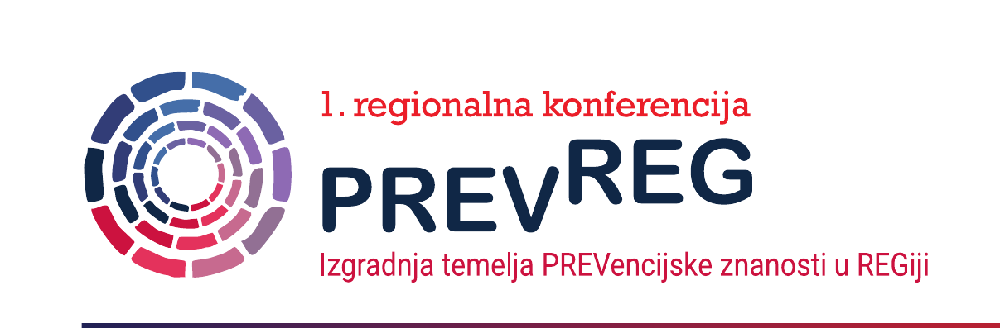 1. regionalna konferencija
PREVREG
Izgradnja temelja PREVencijske znanosti u REGiji